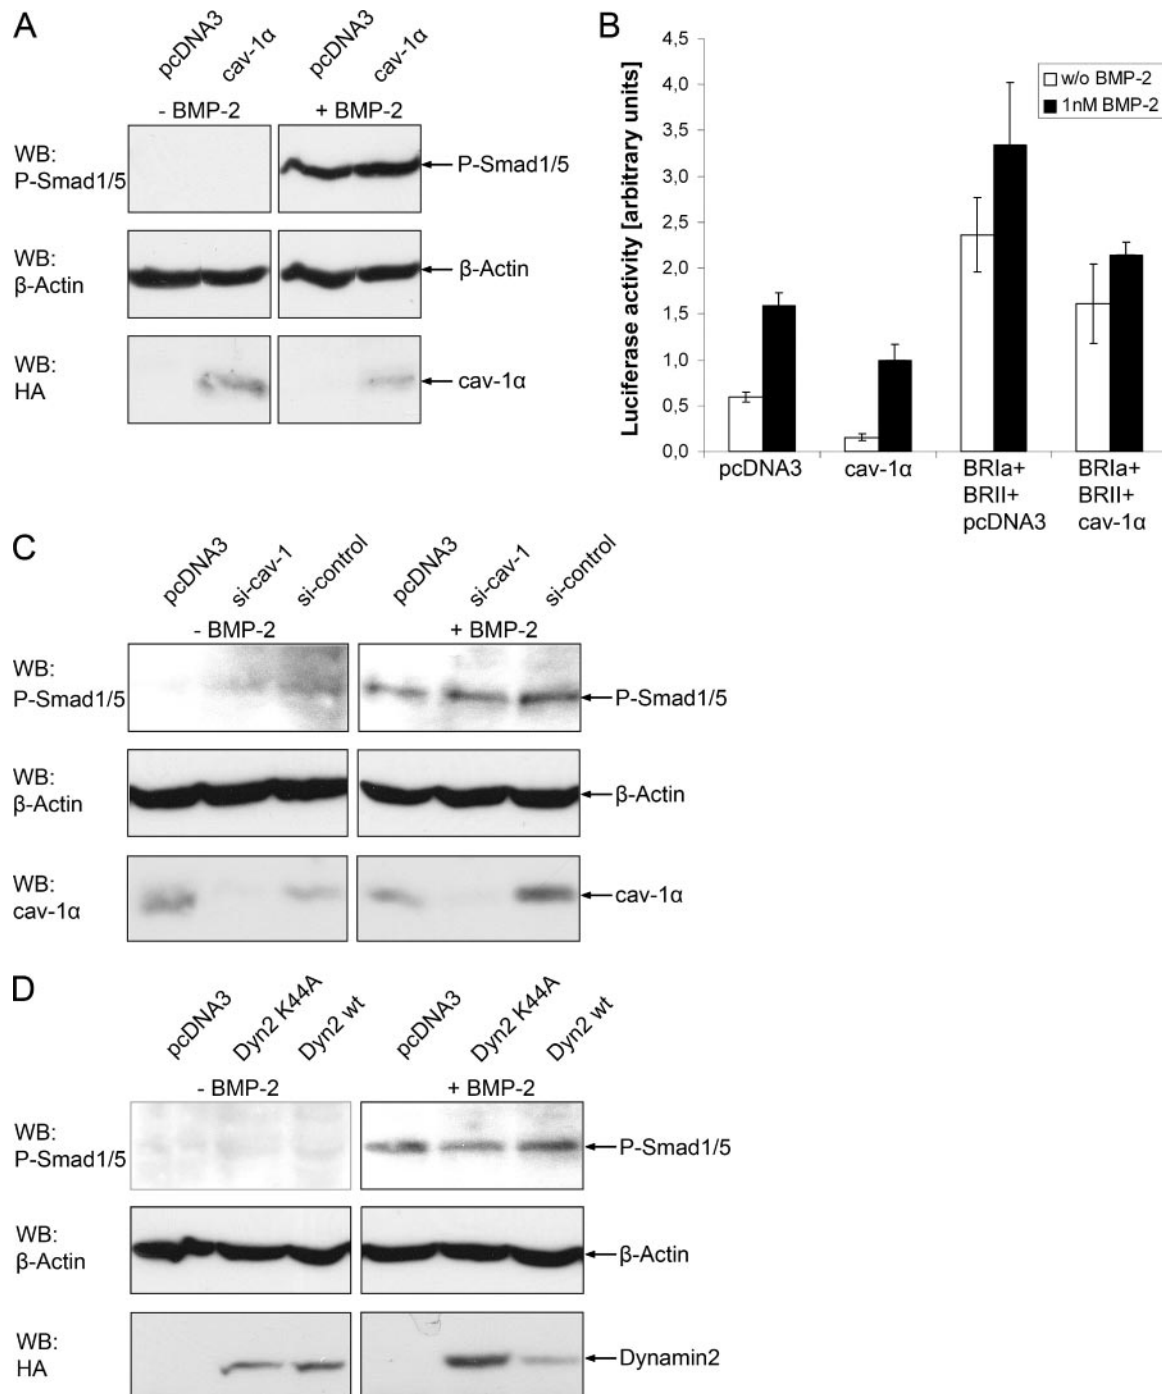 A
pcDNA3
cav-1α
pcDNA3
cav-1α
- BMP-2
+ BMP-2
WB:
P-Smad1/5
P-Smad1/5
WB:
β-Actin
β-Actin
WB:
HA
cav-1α
B
Luciferase activity [arbitrary units]
4,5
4,0
3,5
3,0
2,5
2,0
1,5
1,0
0,5
0,0
w/o BMP-2
1nM BMP-2
pcDNA3
cav-1α
BRIa+
BRII+
pcDNA3
BRIa+
BRII+
cav-1α
C
pcDNA3
si-cav-1
si-control
pcDNA3
si-cav-1
si-control
- BMP-2
+ BMP-2
WB:
P-Smad1/5
P-Smad1/5
WB:
β-Actin
β-Actin
WB:
cav-1α
cav-1α
D
pcDNA3
Dyn2 K44A
Dyn2 wt
pcDNA3
Dyn2 K44A
Dyn2 wt
- BMP-2
+ BMP-2
WB:
P-Smad1/5
P-Smad1/5
WB:
β-Actin
β-Actin
WB:
HA
Dynamin2